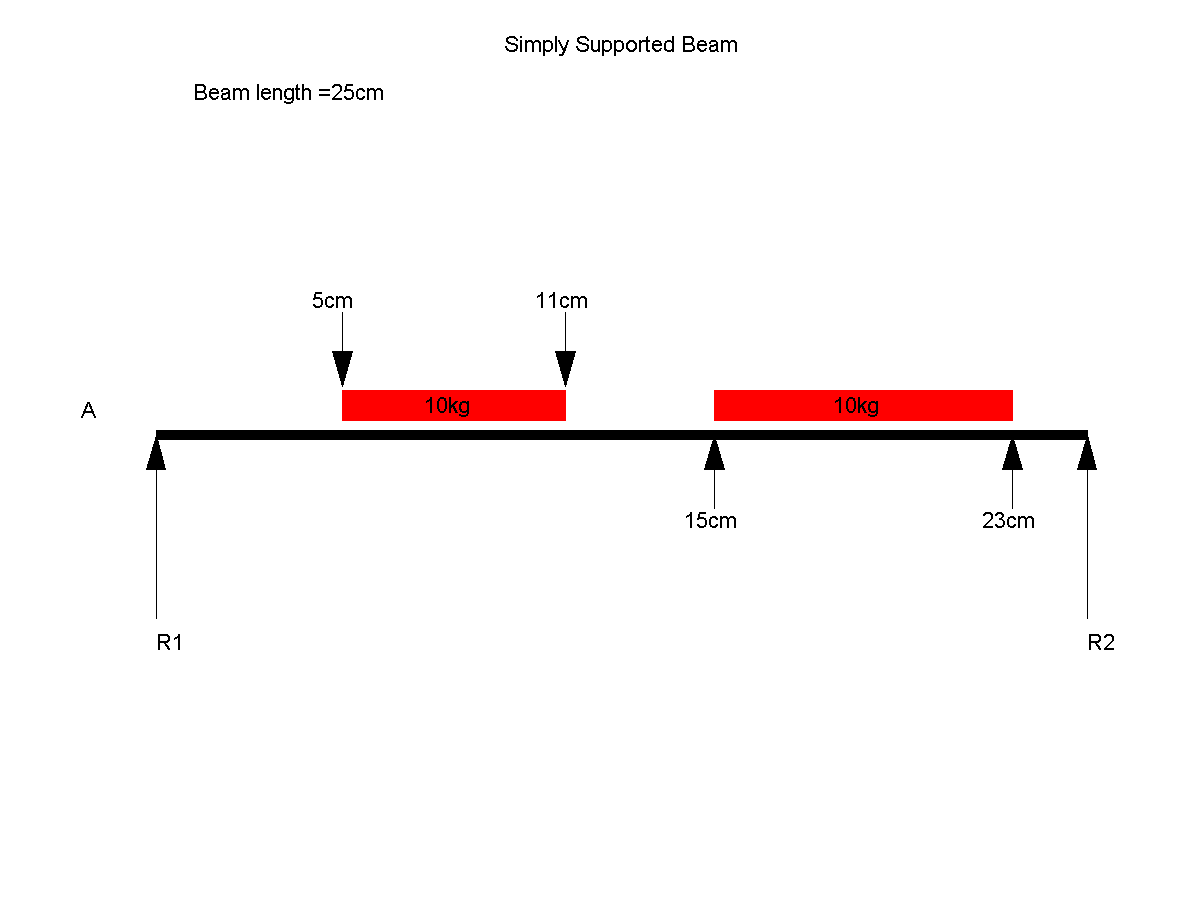 Simply Supported Beam
Beam length =25cm
5cm
11cm
10kg
10kg
A
15cm
23cm
R1
R2